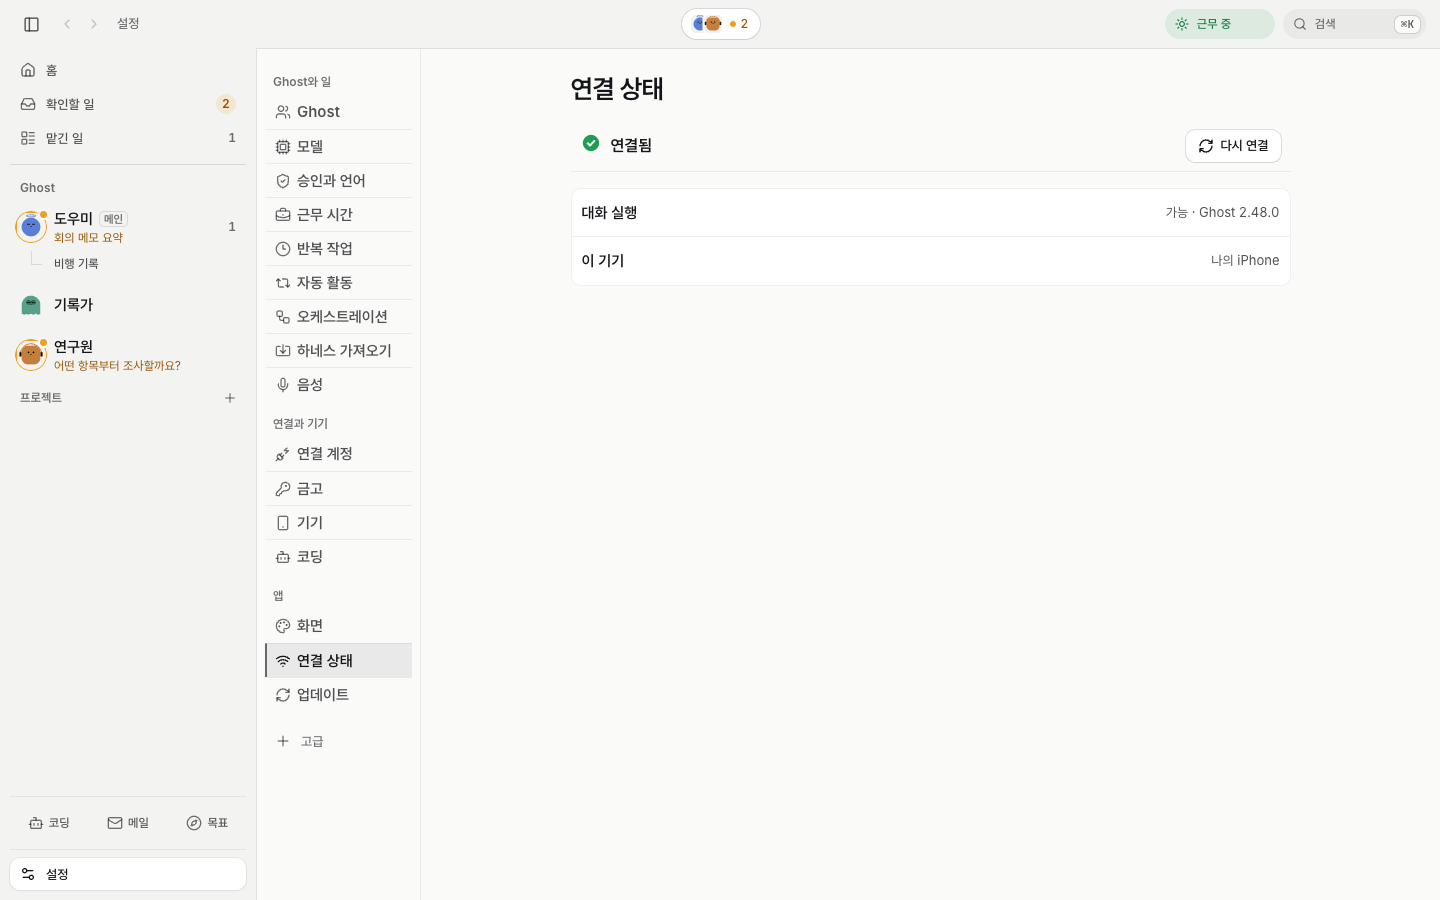 설정
2
근무 중
검색
⌘K
홈
확인할 일
2
맡긴 일
1
Ghost
도우미
메인
회의 메모 요약
1
비행 기록
기록가
연구원
어떤 항목부터 조사할까요?
프로젝트
코딩
메일
목표
설정
Ghost와 일
Ghost
모델
승인과 언어
근무 시간
반복 작업
자동 활동
오케스트레이션
하네스 가져오기
음성
연결과 기기
연결 계정
금고
기기
코딩
앱
화면
연결 상태
업데이트
고급
연결 상태
연결됨
다시 연결
대화 실행
가능 · Ghost 2.48.0
이 기기
나의 iPhone